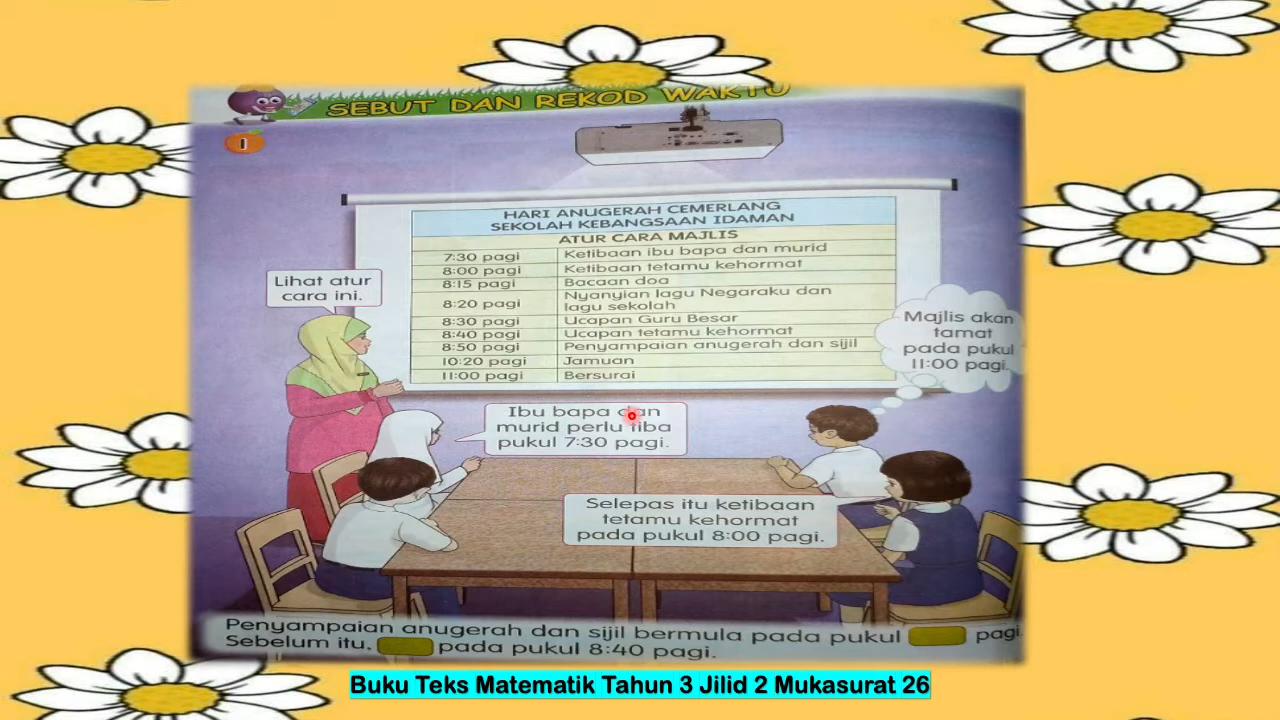 SEBUT DAN REKOD WAKTU
1
HARI ANUGERAH CEMERLANG
SEKOLAH KEBANGSAAN IDAMAN
ATUR CARA MAJLIS
7:30 pagi Ketibaan ibu bapa dan murid
8:00 pagi Ketibaan tetamu kehormat
8:15 pagi Bacaan doa
8:20 pagi Nyanyian lagu Negaraku dan
lagu sekolah
8:30 pagi Ucapan Guru Besar
8:40 pagi Ucapan tetamu kehormat
8:50 pagi Penyampaian anugerah dan sijil
10:20 pagi Jamuan
11:00 pagi Bersurai
Lihat atur
cara ini.
Majlis akan
tamat
pada pukul
11:00 pagi.
Ibu bapa dan
murid perlu tiba
pukul 7:30 pagi.
Selepas itu ketibaan
tetamu kehormat
pada pukul 8:00 pagi.
Penyampaian anugerah dan sijil bermula pada pukul pagi.
Sebelum itu, pada pukul 8:40 pagi.
Buku Teks Matematik Tahun 3 Jilid 2 Mukasurat 26